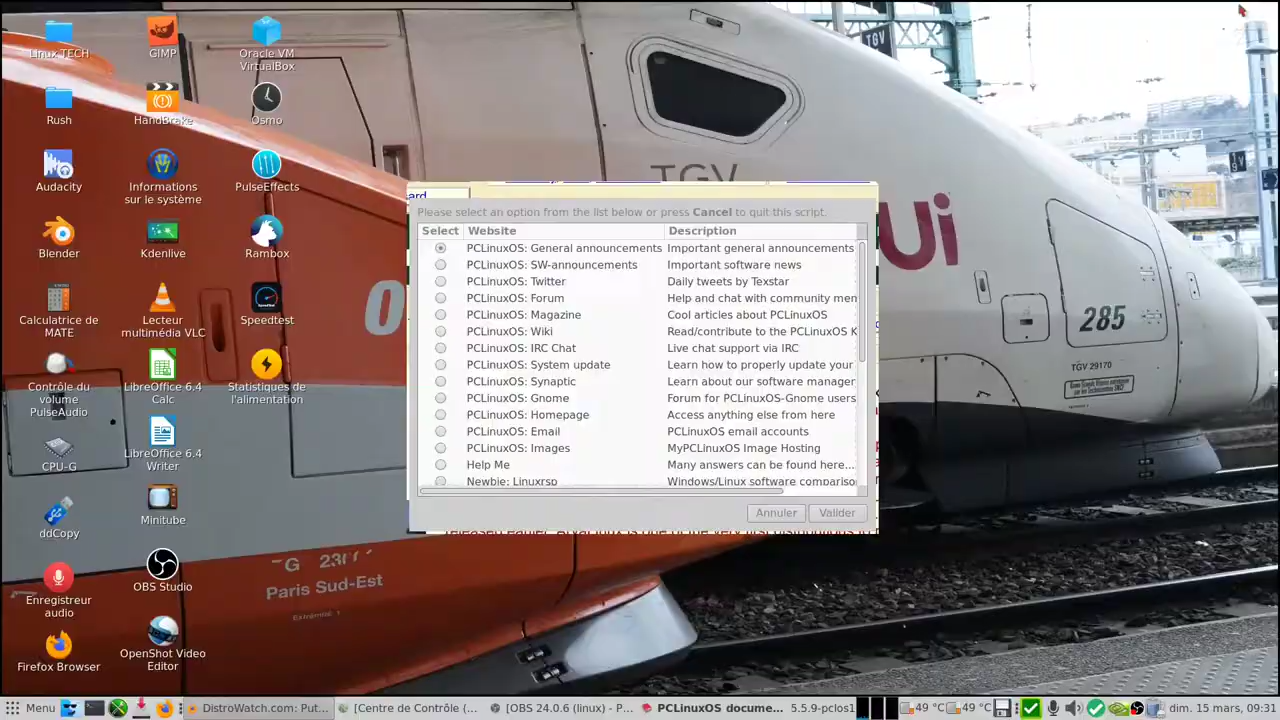 Linux TECH
GIMP
Oracle VM
VirtualBox
Rush
HandBrake
Osmo
Audacity
Informations
sur le système
PulseEffects
Blender
Kdenlive
Rambox
Calculatrice de
MATE
Lecteur
multimédia VLC
Speedtest
Contrôle du
volume
PulseAudio
LibreOffice 6.4
Calc
Statistiques de
l'alimentation
CPU-G
LibreOffice 6.4
Writer
ddCopy
Minitube
Enregistreur
audio
OBS Studio
Firefox Browser
OpenShot Video
Editor
TGV
TGV
Ui
285
TGV 29170
0
Paris Sud-Est
ard
Please select an option from the list below or press Cancel to quit this script.
Select Website Description
PCLinuxOS: General announcements Important general announcements
PCLinuxOS: SW-announcements Important software news
PCLinuxOS: Twitter Daily tweets by Texstar
PCLinuxOS: Forum Help and chat with community men
PCLinuxOS: Magazine Cool articles about PCLinuxOS
PCLinuxOS: Wiki Read/contribute to the PCLinuxOS K
PCLinuxOS: IRC Chat Live chat support via IRC
PCLinuxOS: System update Learn how to properly update your
PCLinuxOS: Synaptic Learn about our software manager
PCLinuxOS: Gnome Forum for PCLinuxOS-Gnome users
PCLinuxOS: Homepage Access anything else from here
PCLinuxOS: Email PCLinuxOS email accounts
PCLinuxOS: Images MyPCLinuxOS Image Hosting
Help Me Many answers can be found here...
Newbie: Linuxrsp Windows/Linux software compariso
Annuler Valider
Menu DistroWatch.com: Put... [Centre de Contrôle (... [OBS 24.0.6 (linux) - P... PCLinuxOS docume... 5.5.9-pclos1 49 °C 49 °C dim. 15 mars, 09:31